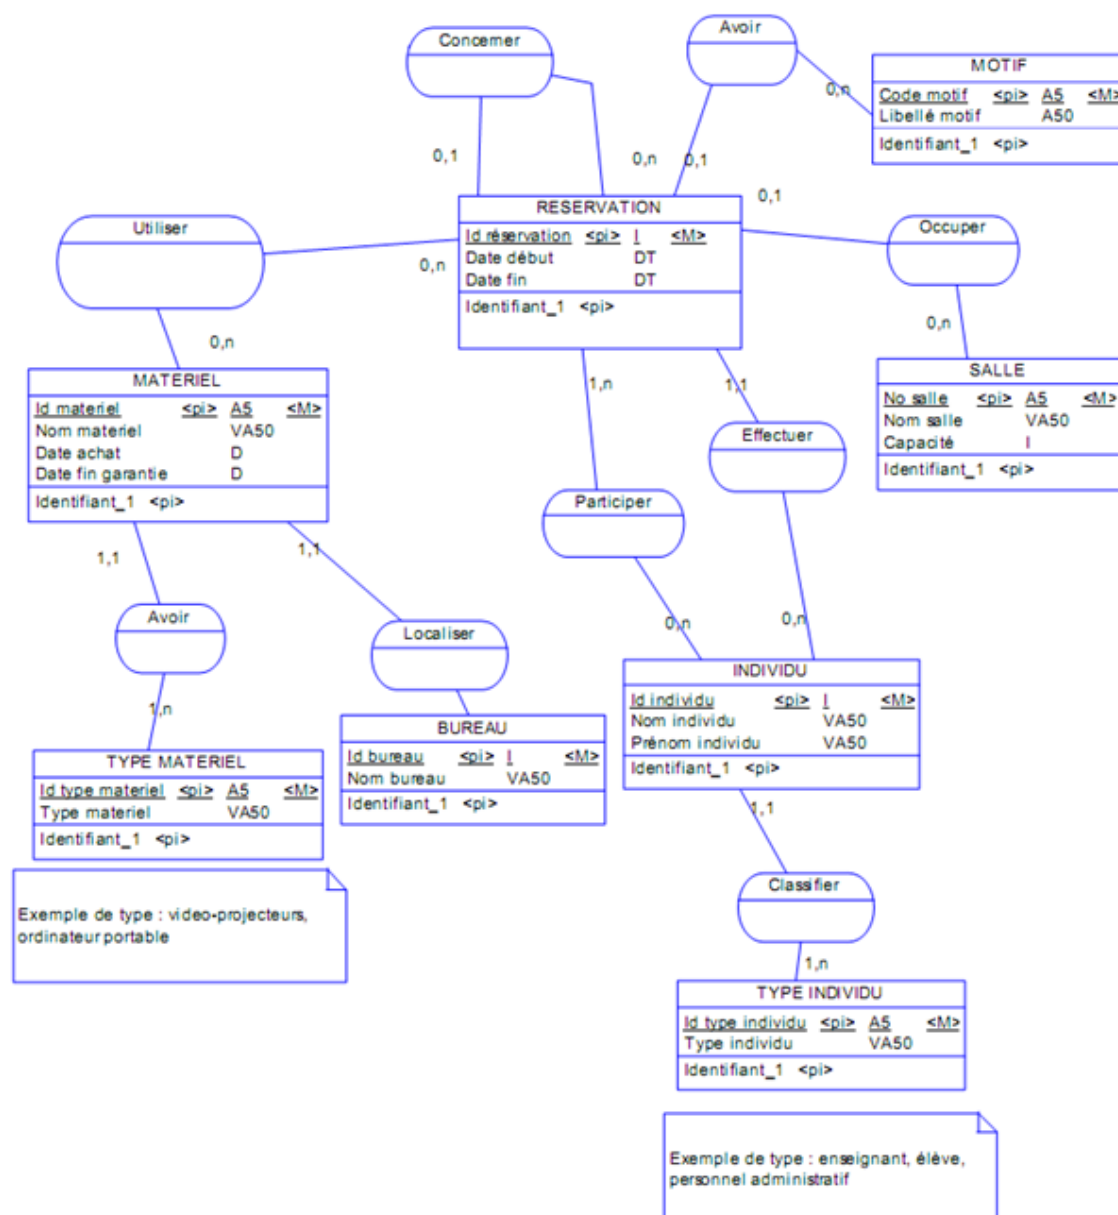 Concerner
Avoir
MOTIF
Code motif <pi> A5 <M>
Libellé motif A50
Identifiant_1 <pi>
0,n
0,1
0,n
0,1
0,1
RESERVATION
Id réservation <pi> I <M>
Date début DT
Date fin DT
Identifiant_1 <pi>
Utiliser
0,n
0,n
Occuper
0,n
MATERIEL
Id materiel <pi> A5 <M>
Nom materiel VA50
Date achat D
Date fin garantie D
Identifiant_1 <pi>
SALLE
No salle <pi> A5 <M>
Nom salle VA50
Capacité I
Identifiant_1 <pi>
1,n
1,1
Effectuer
Participer
1,1
1,1
Avoir
Localiser
0,n
0,n
1,n
INDIVIDU
Id individu <pi> I <M>
Nom individu VA50
Prénom individu VA50
Identifiant_1 <pi>
BUREAU
Id bureau <pi> I <M>
Nom bureau VA50
Identifiant_1 <pi>
TYPE MATERIEL
Id type materiel <pi> A5 <M>
Type materiel VA50
Identifiant_1 <pi>
1,1
Classifier
Exemple de type : video-projecteurs,
ordinateur portable
1,n
TYPE INDIVIDU
Id type individu <pi> A5 <M>
Type individu VA50
Identifiant_1 <pi>
Exemple de type : enseignant, élève,
personnel administratif